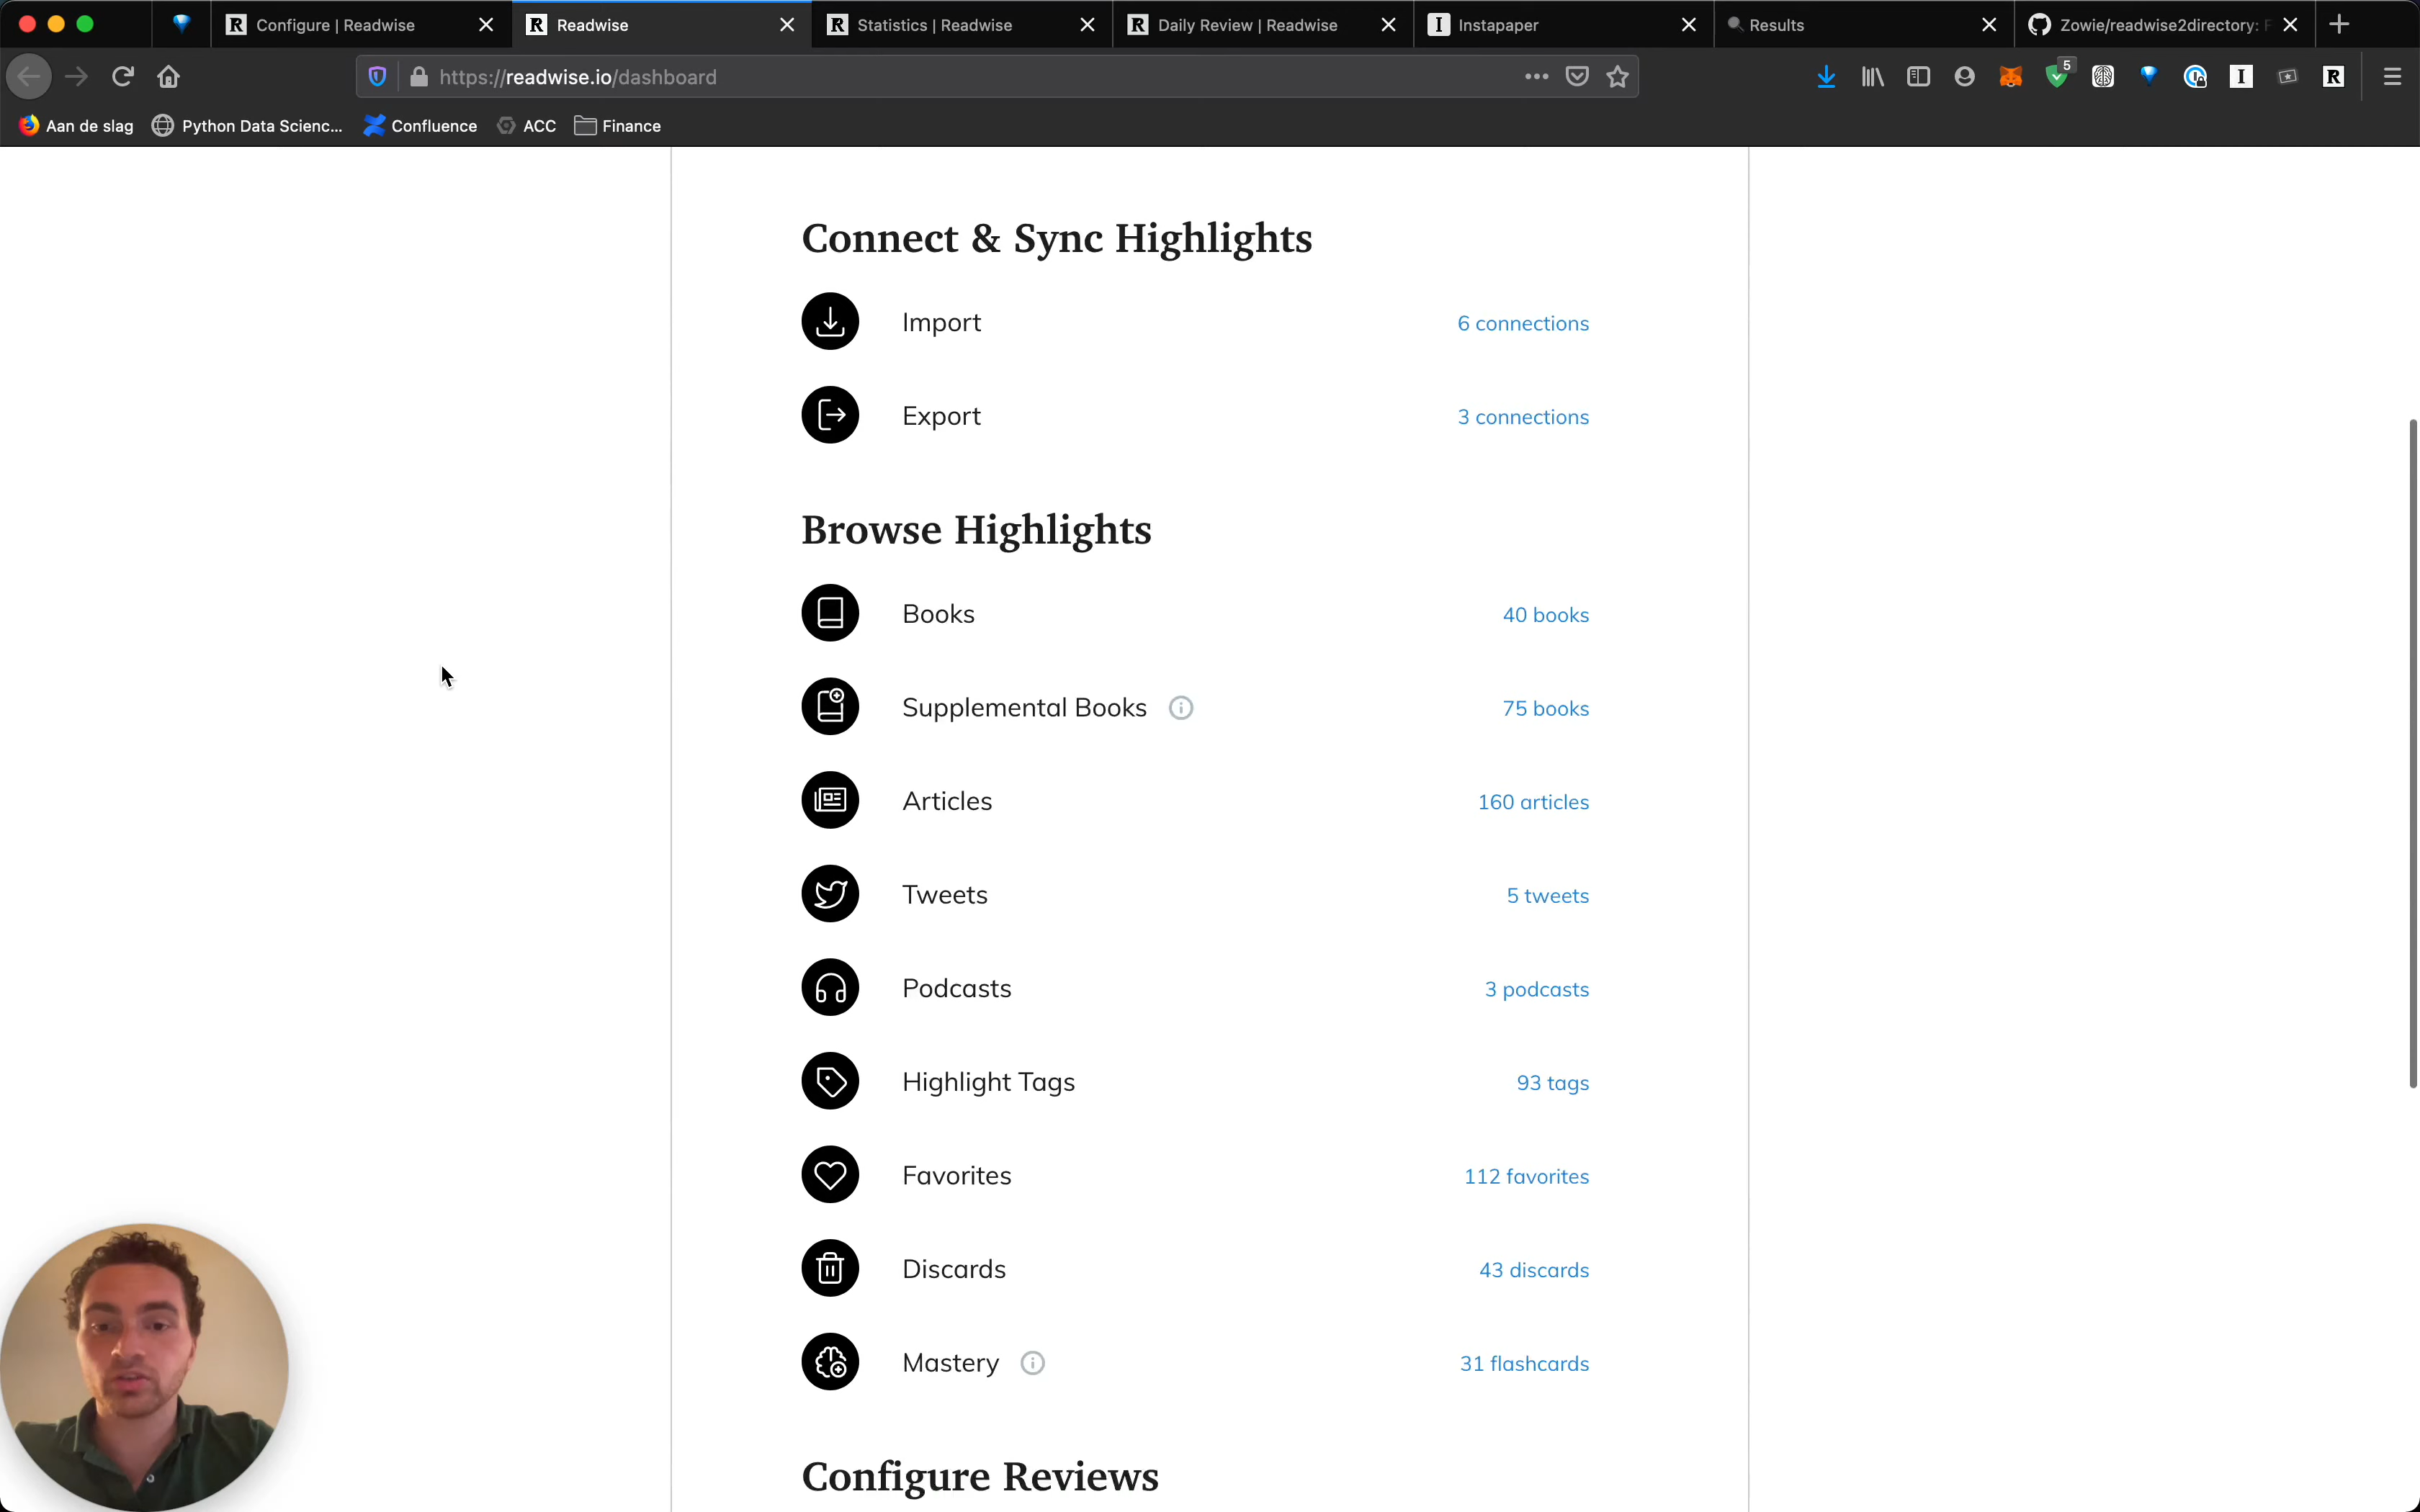 Configure | Readwise
Readwise
Statistics | Readwise
Daily Review | Readwise
Instapaper
Results
Zowie/readwise2directory: F
https://readwise.io/dashboard
5
Aan de slag
Python Data Scienc...
Confluence
ACC
Finance
Connect & Sync Highlights
Import 6 connections
Export 3 connections
Browse Highlights
Books 40 books
Supplemental Books 75 books
Articles 160 articles
Tweets 5 tweets
Podcasts 3 podcasts
Highlight Tags 93 tags
Favorites 112 favorites
Discards 43 discards
Mastery 31 flashcards
Configure Reviews